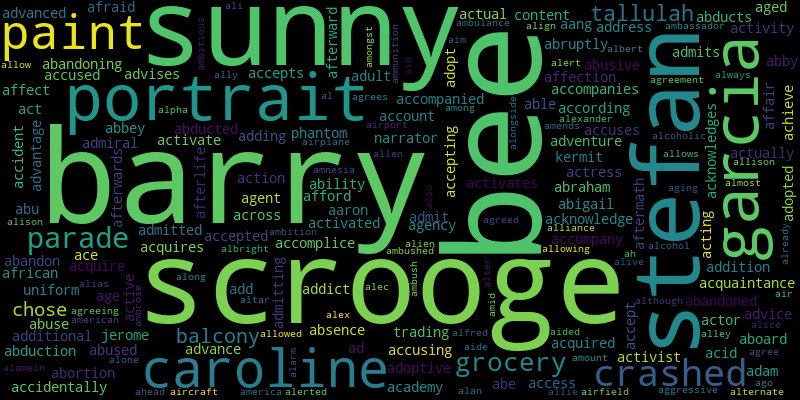 advanced afraid
paint
sunny
ali
ambitious
ally
afterward
amongst
aid
ambulance
ammunition
actual content
aim
align
tallulah
abducts aged
ambassador
aang address activity
abruptly albert admits abby
allow abandoning
accused advises accepts adult
adopt alert abusive agreement always
affect alpha portrait al agrees
accompanied
affection accompanies
act
abbey abducted adding phantom account
airplane airport
among able according
alongside
alexander
accident
advantage
admiral activate
narrator
accepting
amends accuses alcoholic
adventure
kermit
allows actually
affair
achieve
acknowledges
barry
bee
stefan
garcia
afterwards
afterlife
amnesia allen
action ability
activates
actress
abraham
aging
allison
almost
adopted
abu
alison
agent afford aaron
across activated
also
admit
agency
abigail
acknowledge
agreed alliance
aftermath
acting
already
parade
admitted accepted
albright
ambition
accomplice
alien
ambushed
allowing accompany
ah
alive
alcohol
addition
acquires
abandon ace
african acquire
along
scrooge
although
acquaintance
air
abandoned
uniform
alias
active
ambrose
add
altar
admitting
addict
alec
ambush
alter
amid
accept
actor advice
chose age agreeing
abuse american
alex
allowed
absence
trading alfred
aided
acquired
alley alice
additional jerome
balcony
ad accusing
aide
amount
activist acid aboard
agree
abduction abused
alone
advance
caroline
alarm
adoptive
grocery
crashed
adam
accidentally
alamein
abortion
ahead aircraft america alerted
academy alan
abe access
allie airfield
aggressive
ago
alternate